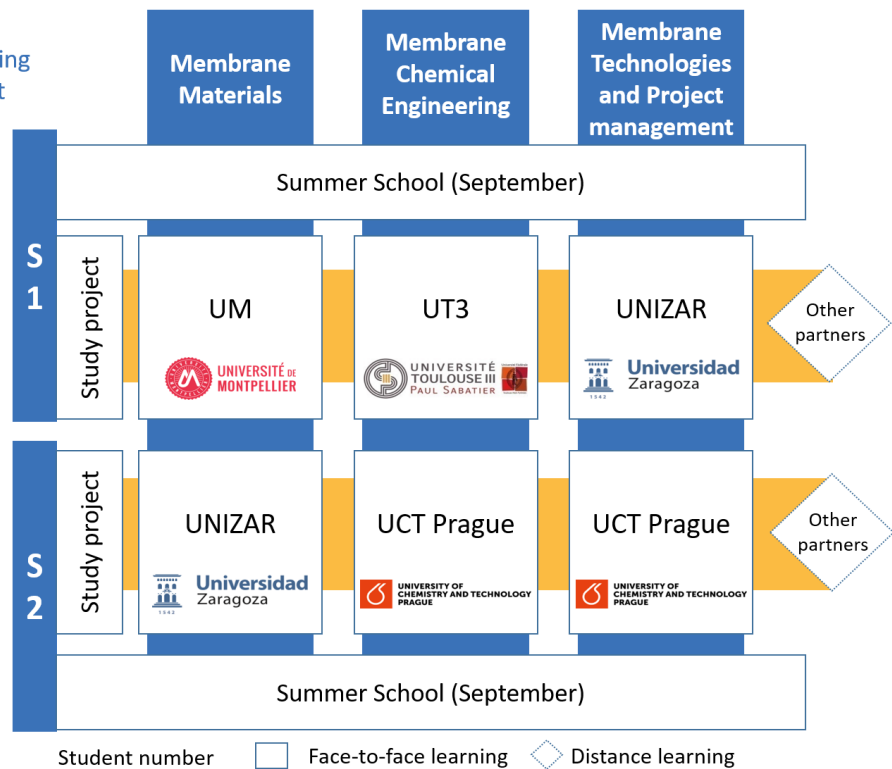 ing
t
Membrane
Materials
Membrane
Chemical
Engineering
Membrane
Technologies
and Project
management
Summer School (September)
S
1
Study project
UM
UNIVERSITÉ DE
MONTPELLIER
UT3
UNIVERSITÉ
TOULOUSE III
PAUL SABATIER
UNIZAR
Universidad
Zaragoza
1542
Other
partners
S
2
Study project
UNIZAR
Universidad
Zaragoza
1542
UCT Prague
UNIVERSITY OF
CHEMISTRY AND TECHNOLOGY
PRAGUE
UCT Prague
UNIVERSITY OF
CHEMISTRY AND TECHNOLOGY
PRAGUE
Other
partners
Summer School (September)
Student number
Face-to-face learning
Distance learning